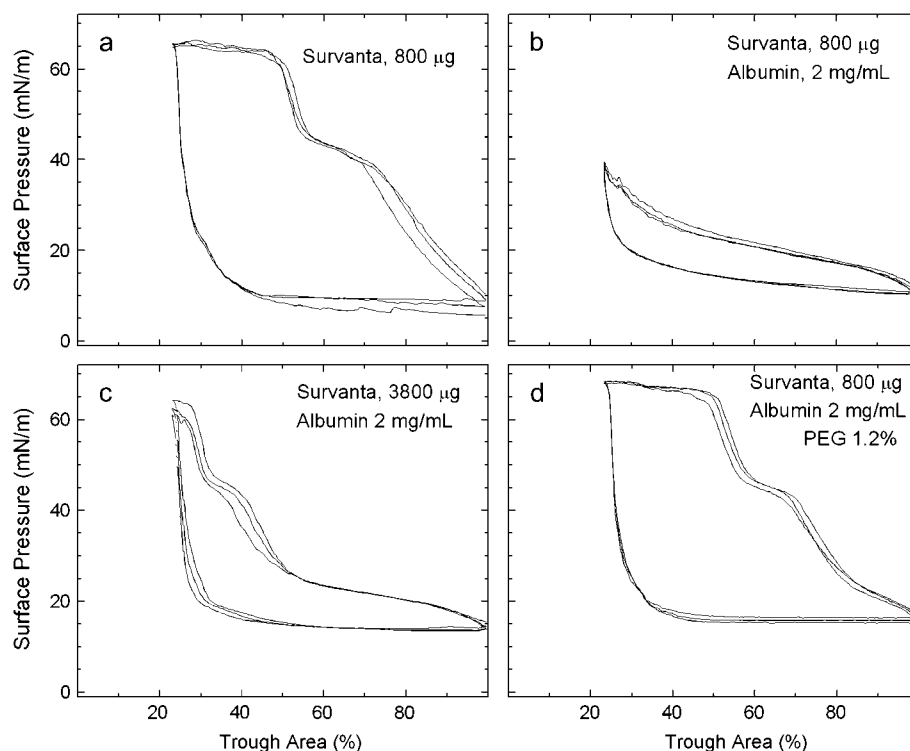 a
Survanta, 800 μg
b
Survanta, 800 μg
Albumin, 2 mg/mL
Surface Pressure (mN/m)
60
40
20
0
c
Survanta, 3800 μg
Albumin 2 mg/mL
d
Survanta, 800 μg
Albumin 2 mg/mL
PEG 1.2%
Surface Pressure (mN/m)
60
40
20
0
20 40 60 80
Trough Area (%)
20 40 60 80
Trough Area (%)